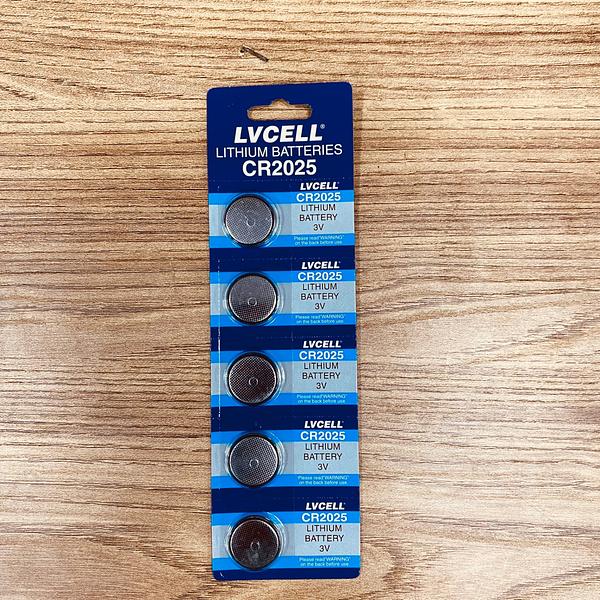 LVCELL®
LITHIUM BATTERIES
CR2025
LVCELL®
CR2025
LITHIUM
BATTERY
3V
Please read"WARNING"
on the back before use.
LVCELL®
CR2025
LITHIUM
BATTERY
3V
Please read"WARNING"
on the back before use.
LVCELL®
CR2025
LITHIUM
BATTERY
3V
Please read"WARNING"
on the back before use.
LVCELL®
CR2025
LITHIUM
BATTERY
3V
Please read"WARNING"
on the back before use.
LVCELL®
CR2025
LITHIUM
BATTERY
3V
Please read"WARNING"
on the back before use.